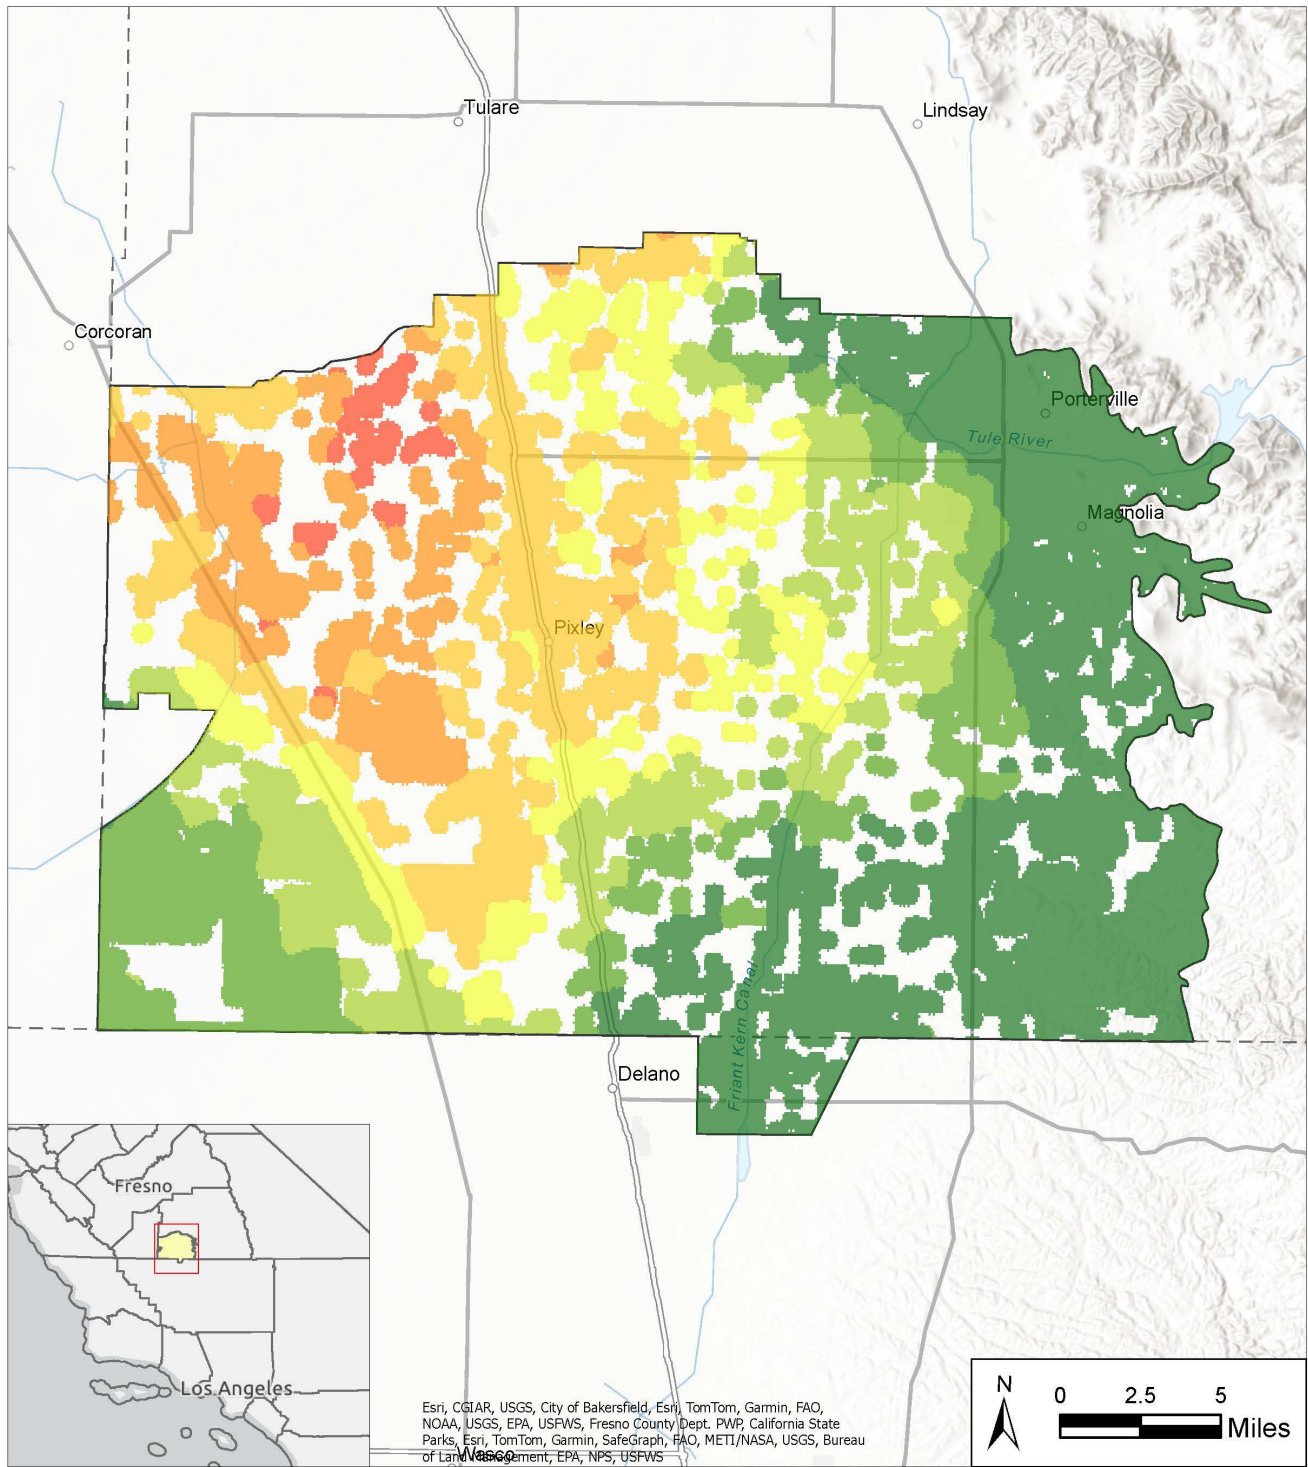 Tulare
Lindsay
Corcoran
Porterville
Tule River
Magnolia
Pixley
Friant Kern Canal
Delano
Fresno
Los Angeles
Wasco
Esri, CGIAR, USGS, City of Bakersfield, Esri, TomTom, Garmin, FAO,
NOAA, USGS, EPA, USFWS, Fresno County Dept. PWP, California State
Parks, Esri, TomTom, Garmin, SafeGraph, FAO, METI/NASA, USGS, Bureau
of Land Management, EPA, NPS, USFWS
N
0 2.5 5
Miles